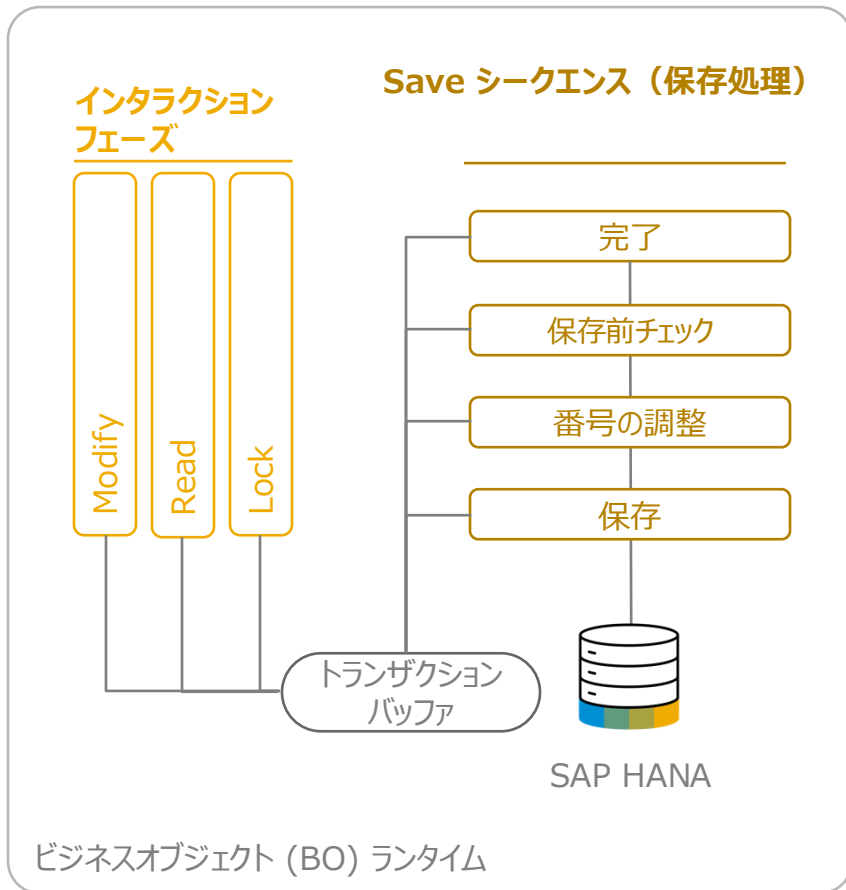 インタラクション
フェーズ
Save シークエンス（保存処理）
Modify
Read
Lock
完了
保存前チェック
番号の調整
保存
トランザクション
バッファ
SAP HANA
ビジネスオブジェクト (BO) ランタイム